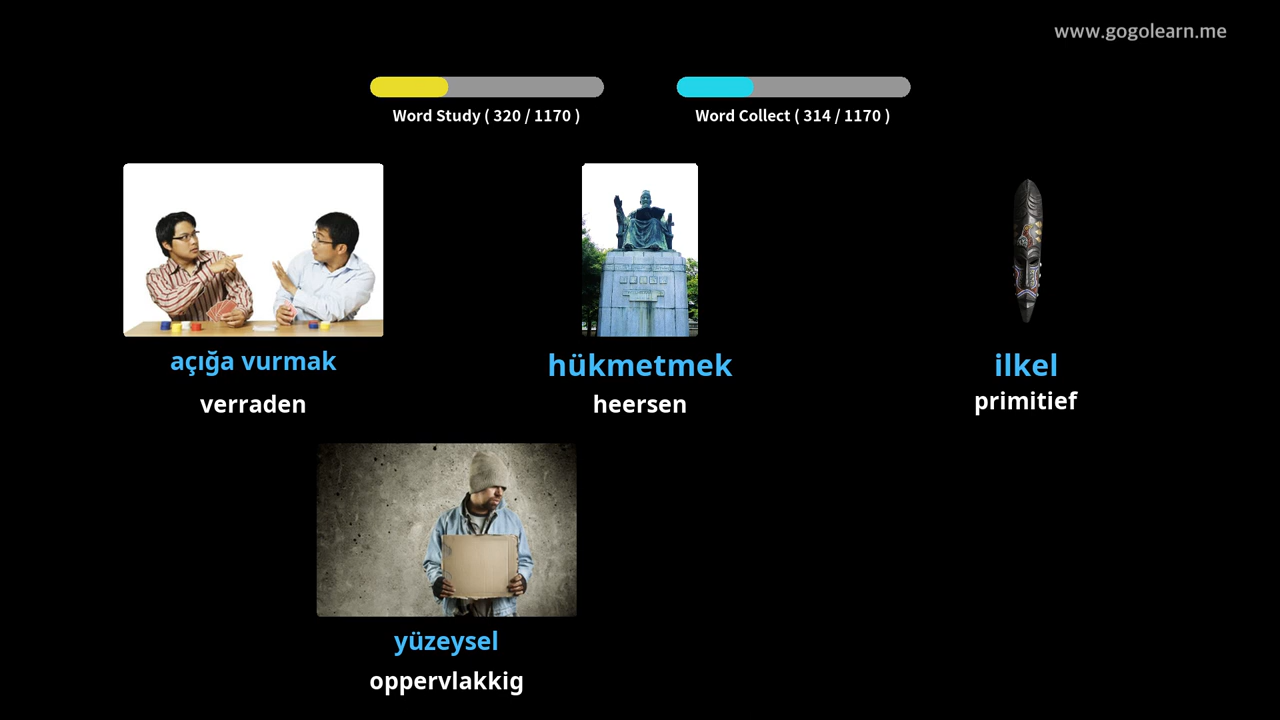 www.gogolearn.me
Word Study ( 320 / 1170 )
Word Collect ( 314 / 1170 )
açığa vurmak
verraden
hükmetmek
heersen
ilkel
primitief
yüzeysel
oppervlakkig